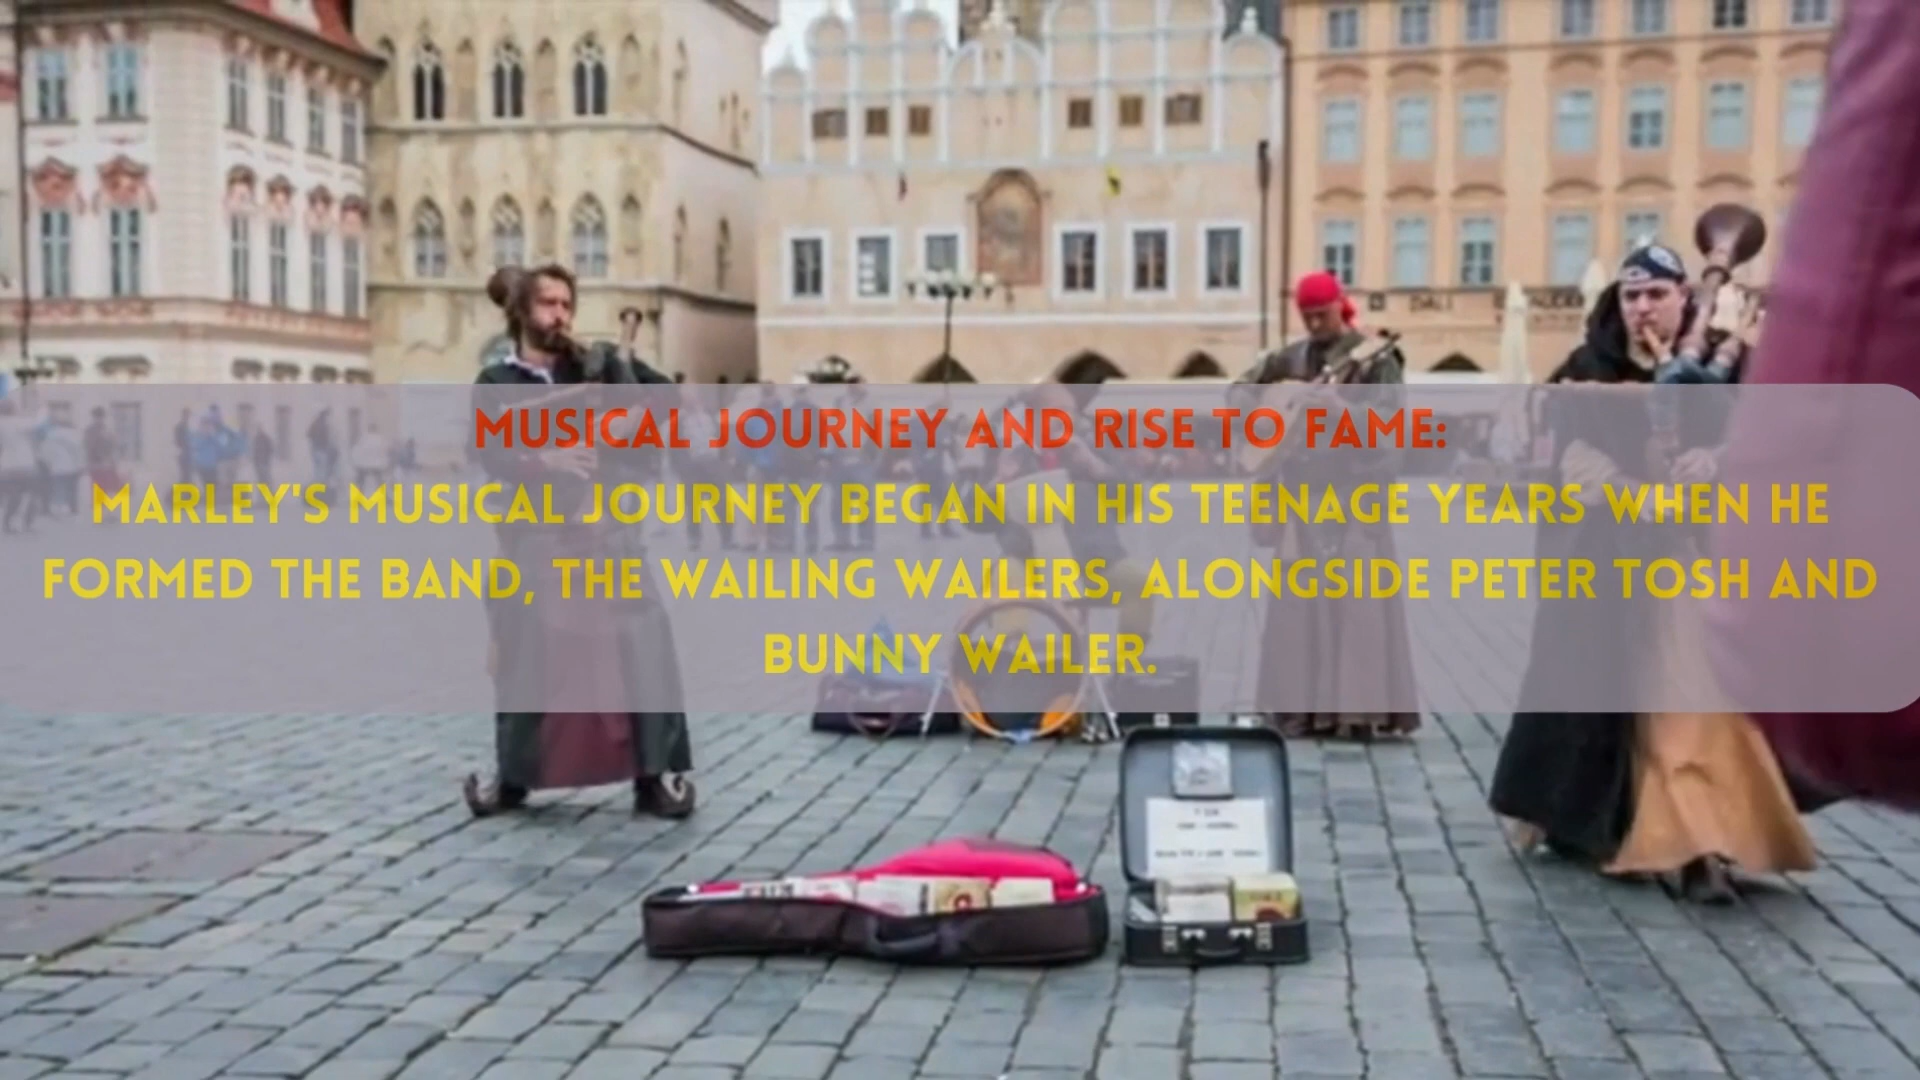 MUSICAL JOURNEY AND RISE TO FAME:
MARLEY'S MUSICAL JOURNEY BEGAN IN HIS TEENAGE YEARS WHEN HE
FORMED THE BAND, THE WAILING WAILERS, ALONGSIDE PETER TOSH AND
BUNNY WAILER.